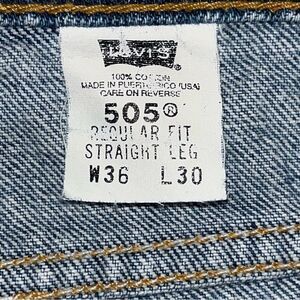 LEVI'S
100% COTTON
MADE IN PUERTO RICO (USA)
CARE ON REVERSE
505®
REGULAR FIT
STRAIGHT LEG
W36 L30